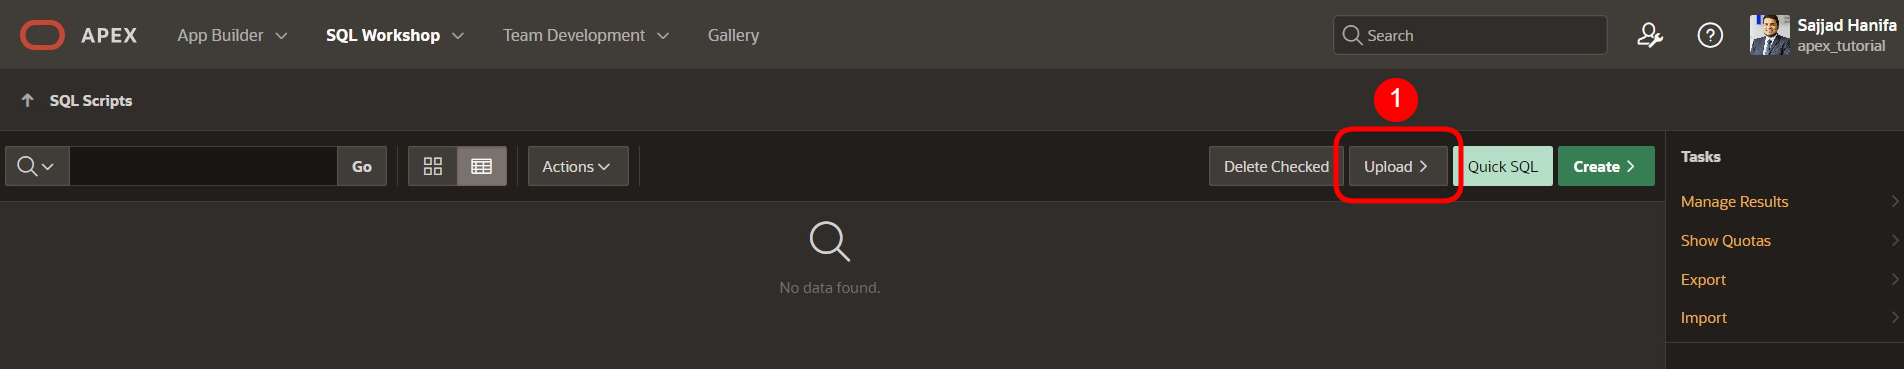 APEX App Builder SQL Workshop Team Development Gallery Search Sajjad Hanifa
apex_tutorial
1
SQL Scripts
Go Actions Delete Checked Upload Quick SQL Create
Tasks
Manage Results
Show Quotas
Export
Import
No data found.